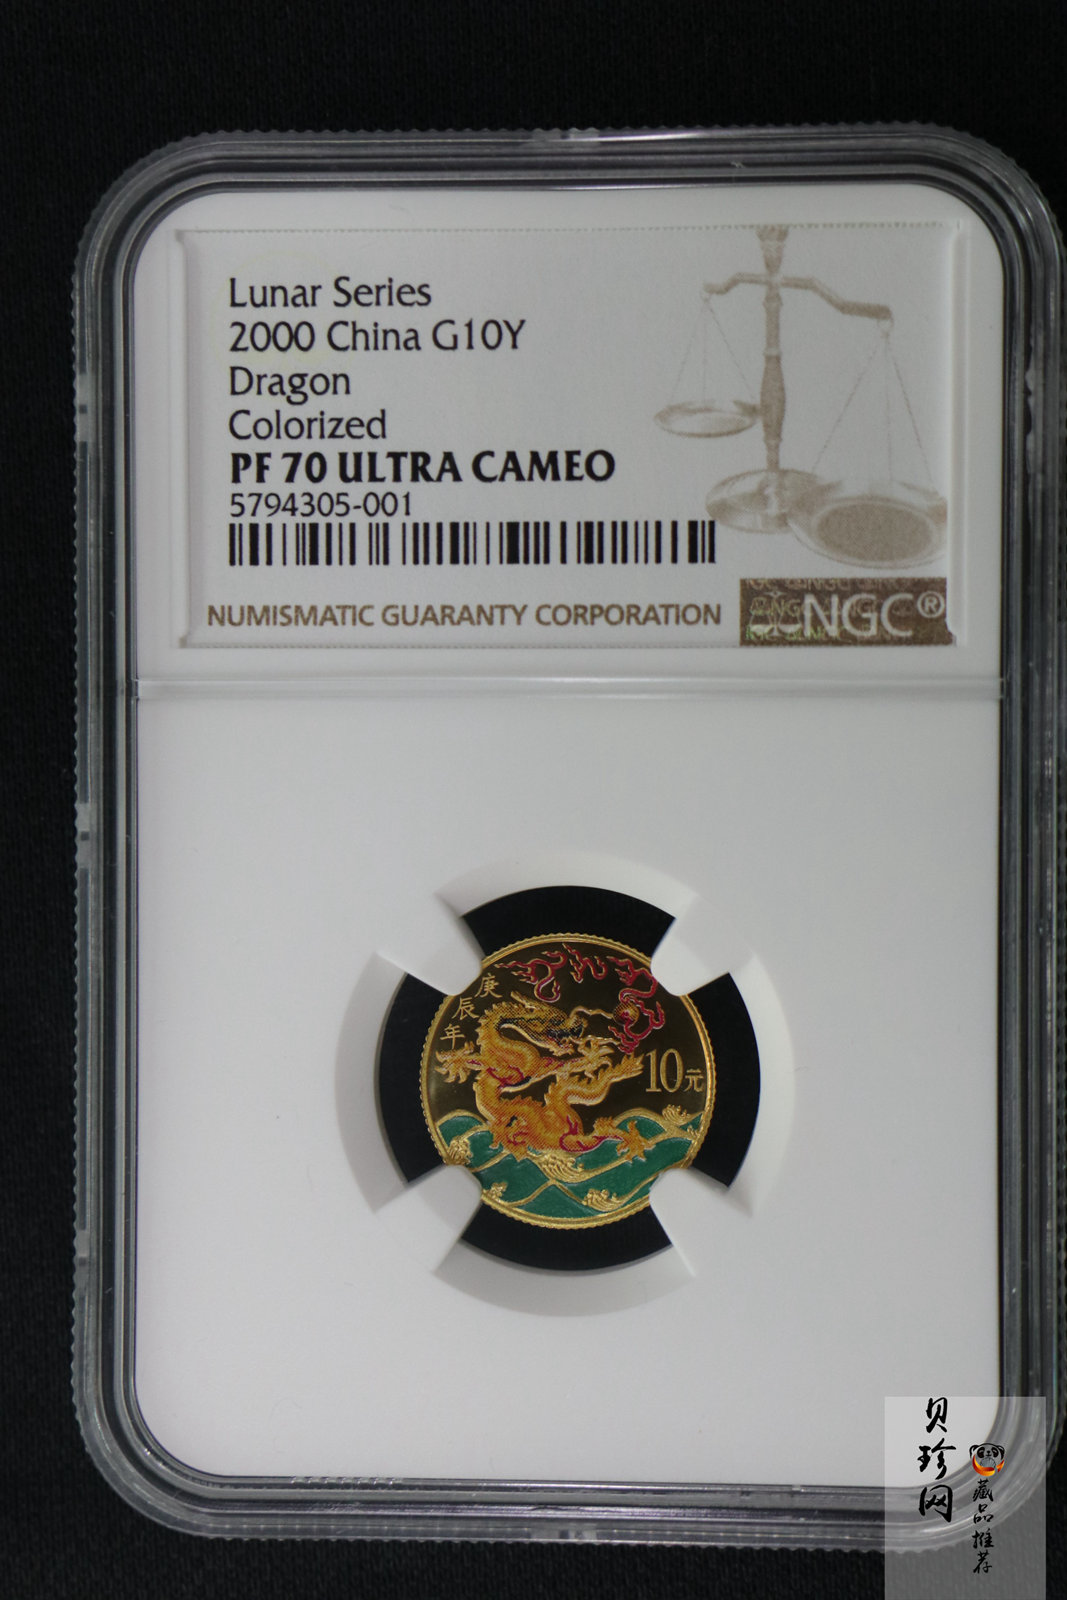 Lunar Series
2000 China G10Y
Dragon
Colorized
PF 70 ULTRA CAMEO
5794305-001
NUMISMATIC GUARANTY CORPORATION
NGC®
庚辰年
10元
贝珍网
藏品推荐